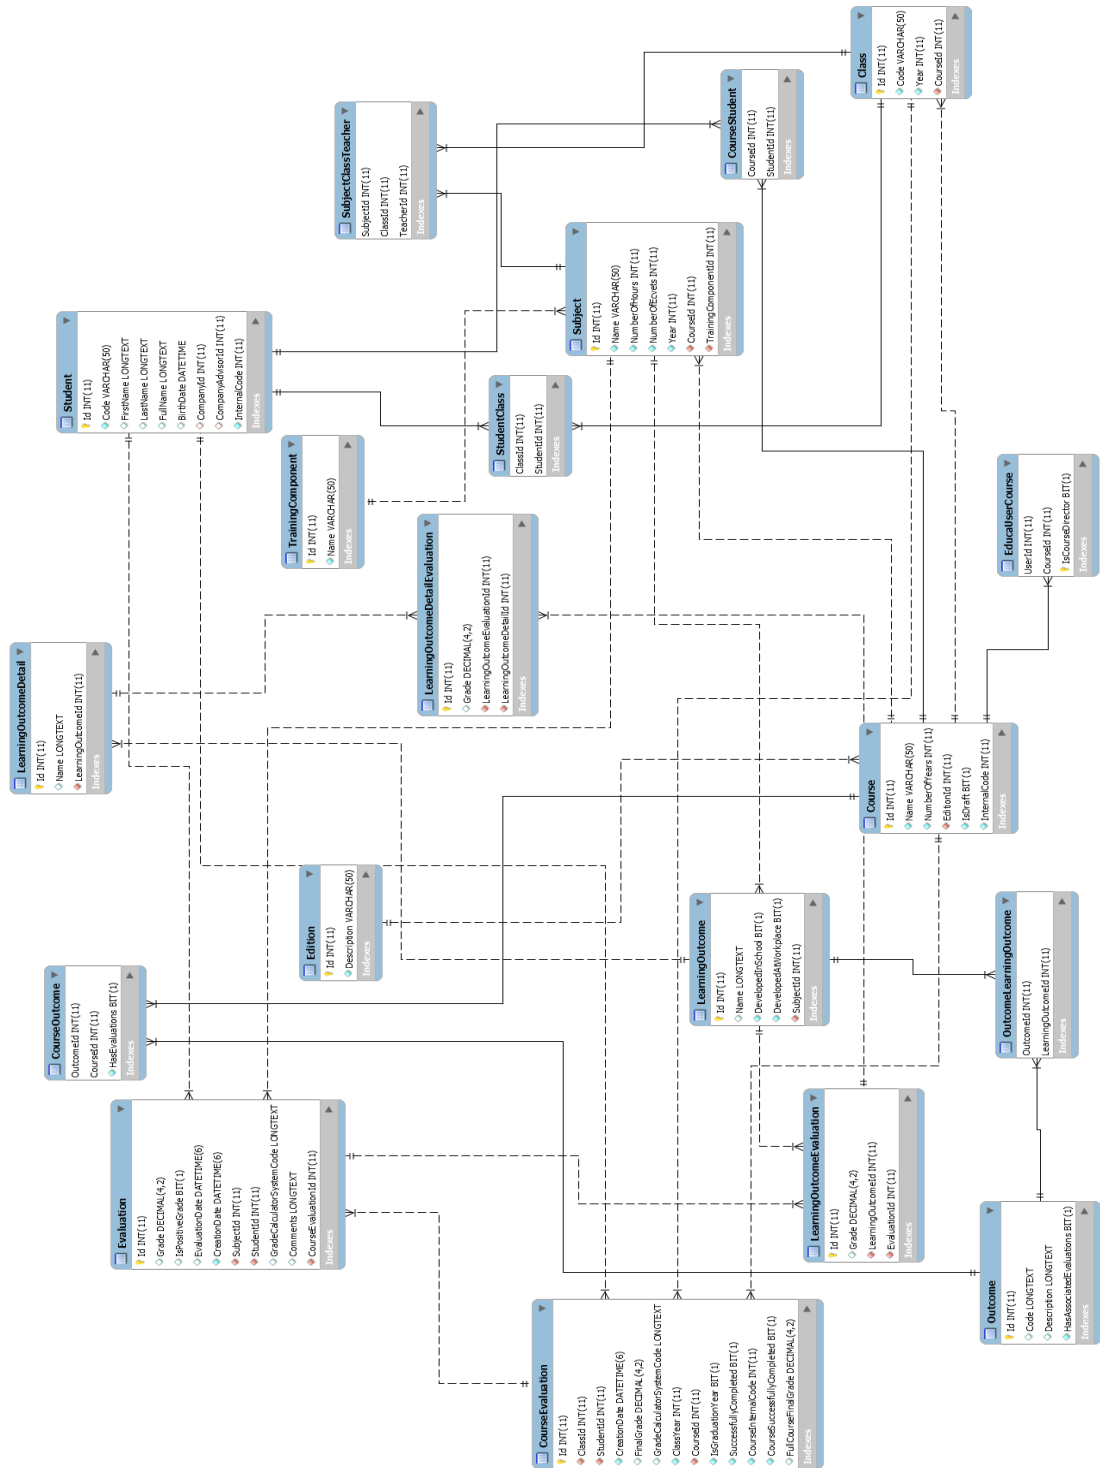 Evaluation
Id INT(11)
Grade DECIMAL(4,2)
IsPositiveGrade BIT(1)
EvaluationDate DATETIME(6)
CreationDate DATETIME(6)
SubjectId INT(11)
StudentId INT(11)
GradeCalculatorSystemCode LONGTEXT
Comments LONGTEXT
CourseEvaluationId INT(11)
Indexes
CourseOutcome
OutcomeId INT(11)
CourseId INT(11)
HasEvaluations BIT(1)
Indexes
LearningOutcomeDetail
Id INT(11)
Name LONGTEXT
LearningOutcomeId INT(11)
Indexes
Student
Id INT(11)
Code VARCHAR(50)
FirstName LONGTEXT
LastName LONGTEXT
FullName LONGTEXT
BirthDate DATETIME
CompanyId INT(11)
CompanyAdvisorId INT(11)
InternalCode INT(11)
Indexes
Edition
Id INT(11)
Description VARCHAR(50)
Indexes
TrainingComponent
Id INT(11)
Name VARCHAR(50)
Indexes
SubjectClassTeacher
SubjectId INT(11)
ClassId INT(11)
TeacherId INT(11)
Indexes
LearningOutcomeDetailEvaluation
Id INT(11)
Grade DECIMAL(4,2)
LearningOutcomeEvaluationId INT(11)
LearningOutcomeDetailId INT(11)
Indexes
StudentClass
ClassId INT(11)
StudentId INT(11)
Indexes
CourseEvaluation
Id INT(11)
ClassId INT(11)
StudentId INT(11)
CreationDate DATETIME(6)
FinalGrade DECIMAL(4,2)
GradeCalculatorSystemCode LONGTEXT
ClassYear INT(11)
CourseId INT(11)
IsGraduationYear BIT(1)
SuccessfullyCompleted BIT(1)
CourseInternalCode INT(11)
CourseSuccessfullyCompleted BIT(1)
FullCourseFinalGrade DECIMAL(4,2)
Indexes
Subject
Id INT(11)
Name VARCHAR(50)
NumberOfHours INT(11)
NumberOfEcvets INT(11)
Year INT(11)
CourseId INT(11)
TrainingComponentId INT(11)
Indexes
LearningOutcome
Id INT(11)
Name LONGTEXT
DevelopedInSchool BIT(1)
DevelopedAtWorkplace BIT(1)
SubjectId INT(11)
Indexes
CourseStudent
CourseId INT(11)
StudentId INT(11)
Indexes
LearningOutcomeEvaluation
Id INT(11)
Grade DECIMAL(4,2)
LearningOutcomeId INT(11)
EvaluationId INT(11)
Indexes
Course
Id INT(11)
Name VARCHAR(50)
NumberOfYears INT(11)
EditionId INT(11)
IsDraft BIT(1)
InternalCode INT(11)
Indexes
Class
Id INT(11)
Code VARCHAR(50)
Year INT(11)
CourseId INT(11)
Indexes
Outcome
Id INT(11)
Code LONGTEXT
Description LONGTEXT
HasAssociatedEvaluations BIT(1)
Indexes
OutcomeLearningOutcome
OutcomeId INT(11)
LearningOutcomeId INT(11)
Indexes
EducaUserCourse
UserId INT(11)
CourseId INT(11)
IsCourseDirector BIT(1)
Indexes